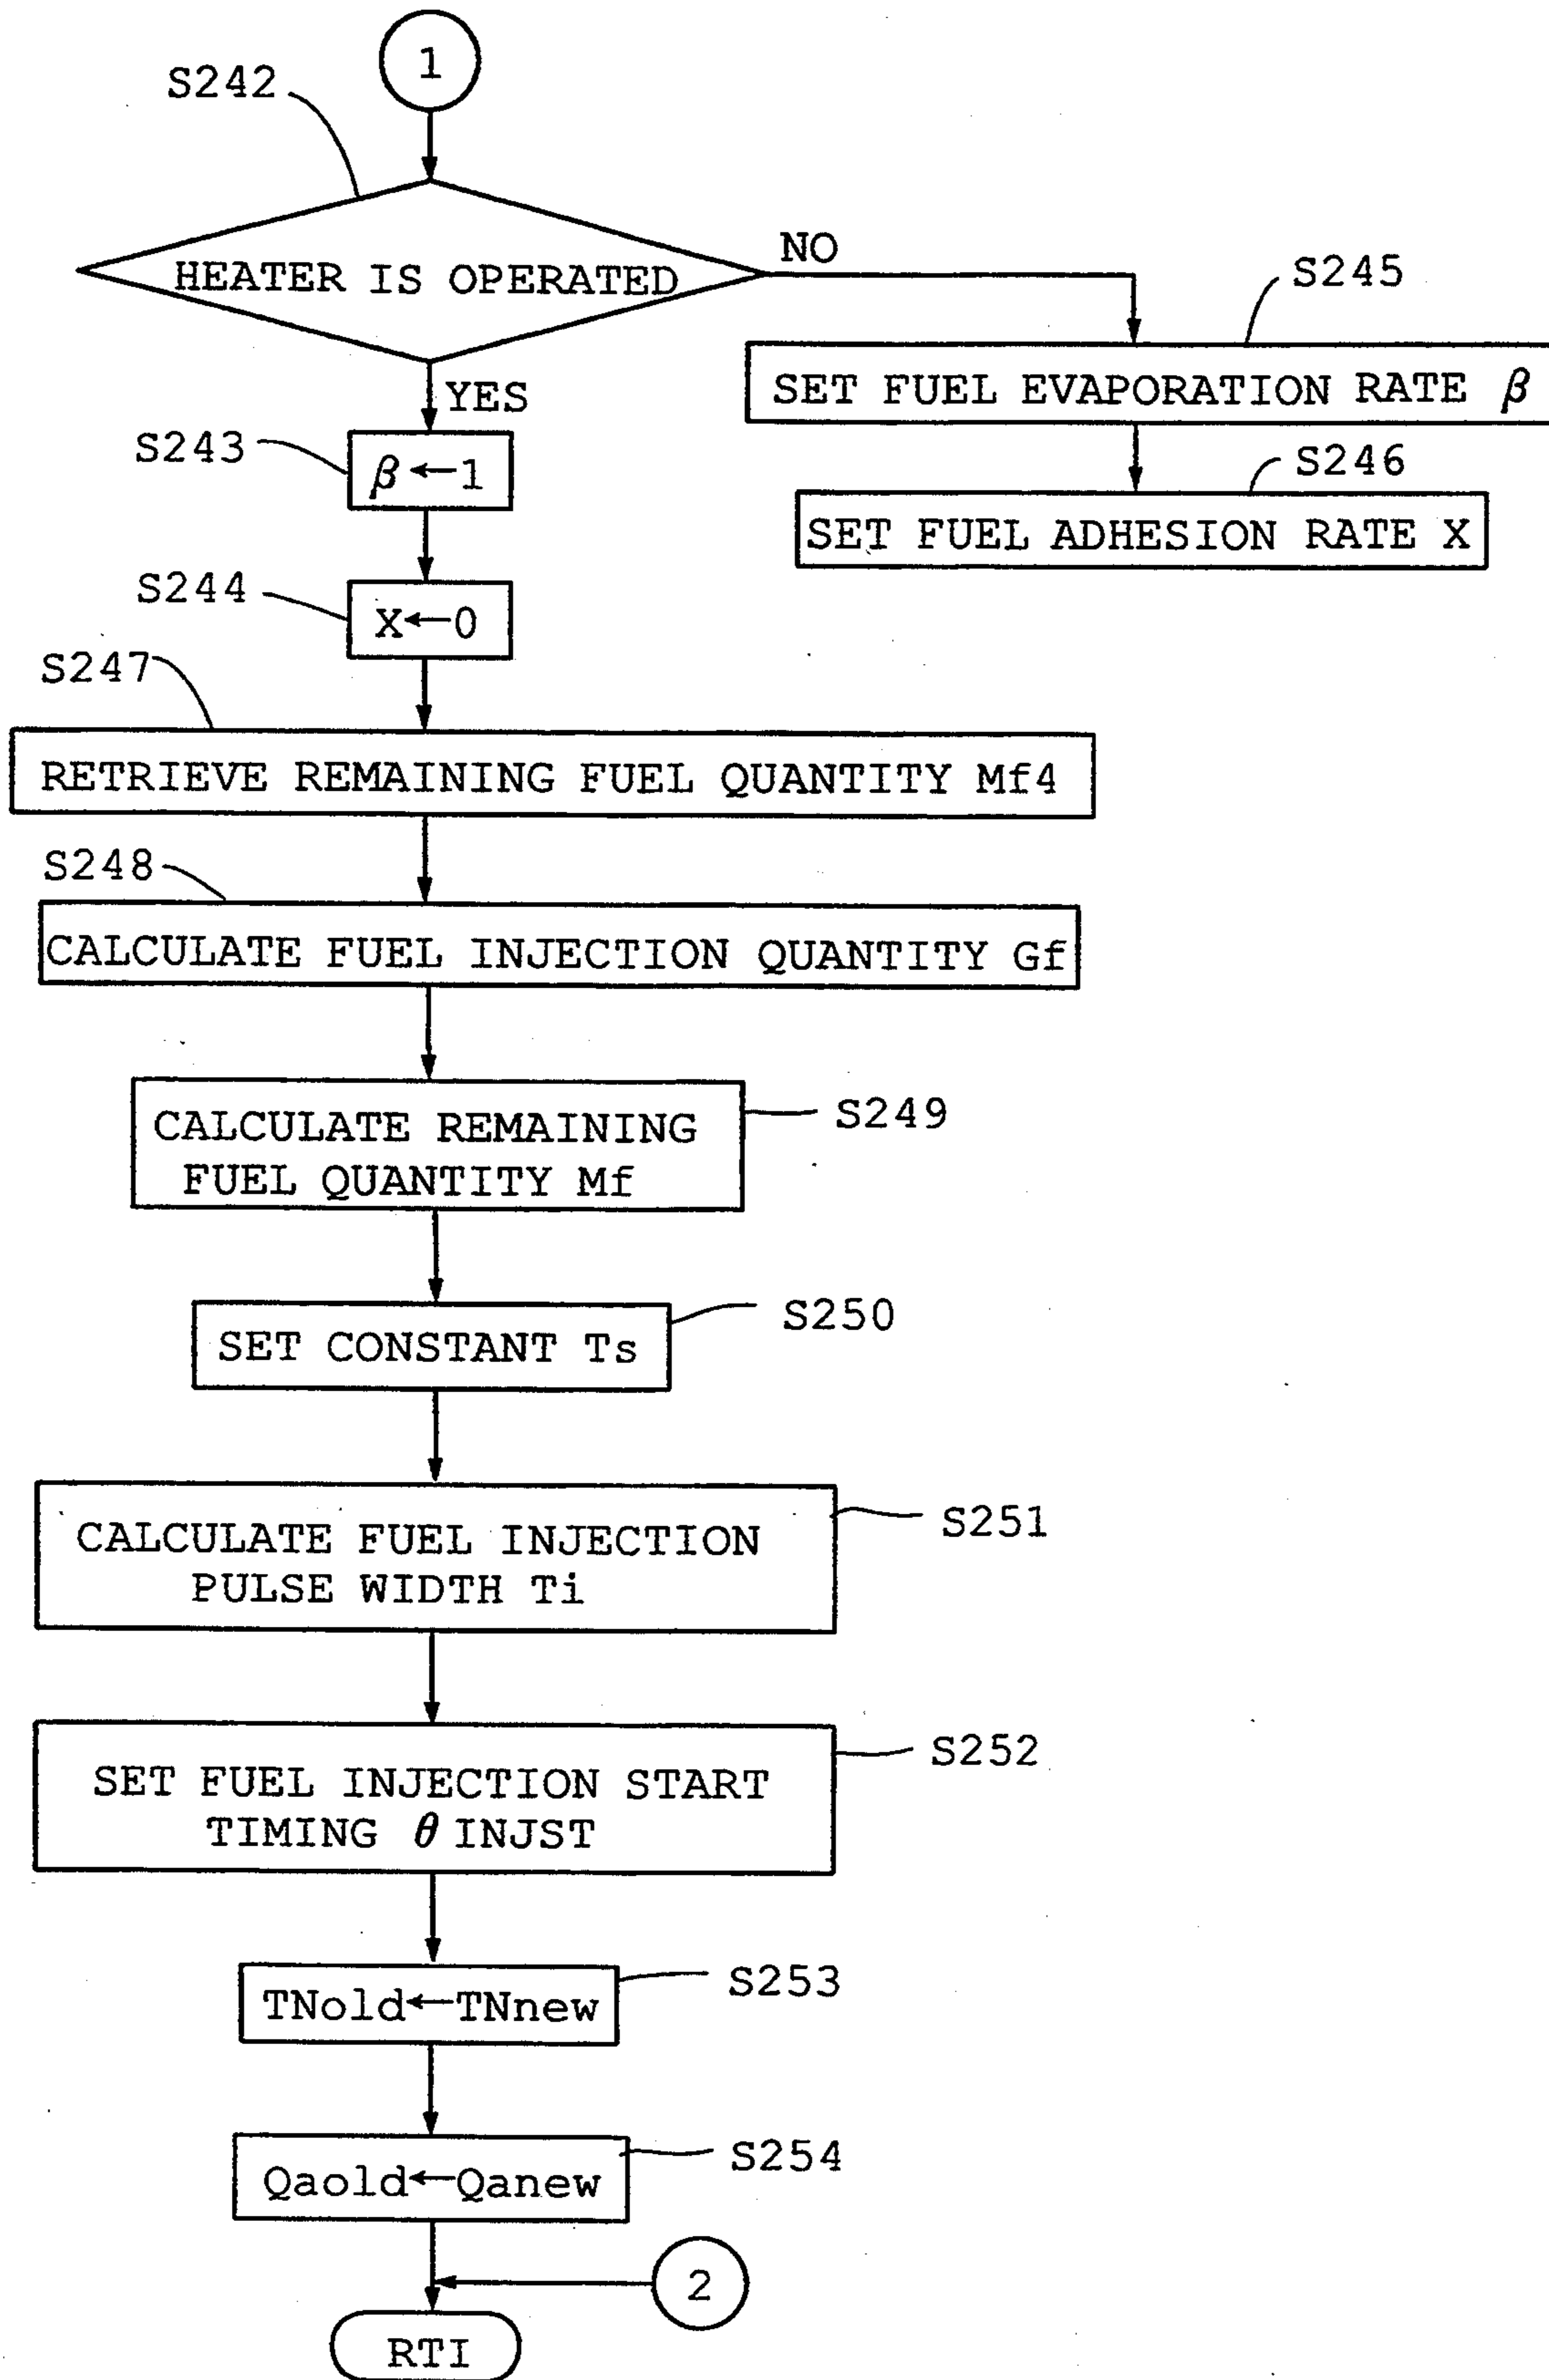 1
S242
HEATER IS OPERATED
NO
YES
S245
SET FUEL EVAPORATION RATE β
S243
β←1
S246
SET FUEL ADHESION RATE X
S244
X←0
S247
RETRIEVE REMAINING FUEL QUANTITY Mf4
S248
CALCULATE FUEL INJECTION QUANTITY Gf
S249
CALCULATE REMAINING
FUEL QUANTITY Mf
S250
SET CONSTANT Ts
S251
CALCULATE FUEL INJECTION
PULSE WIDTH Ti
S252
SET FUEL INJECTION START
TIMING θ INJST
S253
TNold←TNnew
S254
Qaold←Qanew
2
RTI